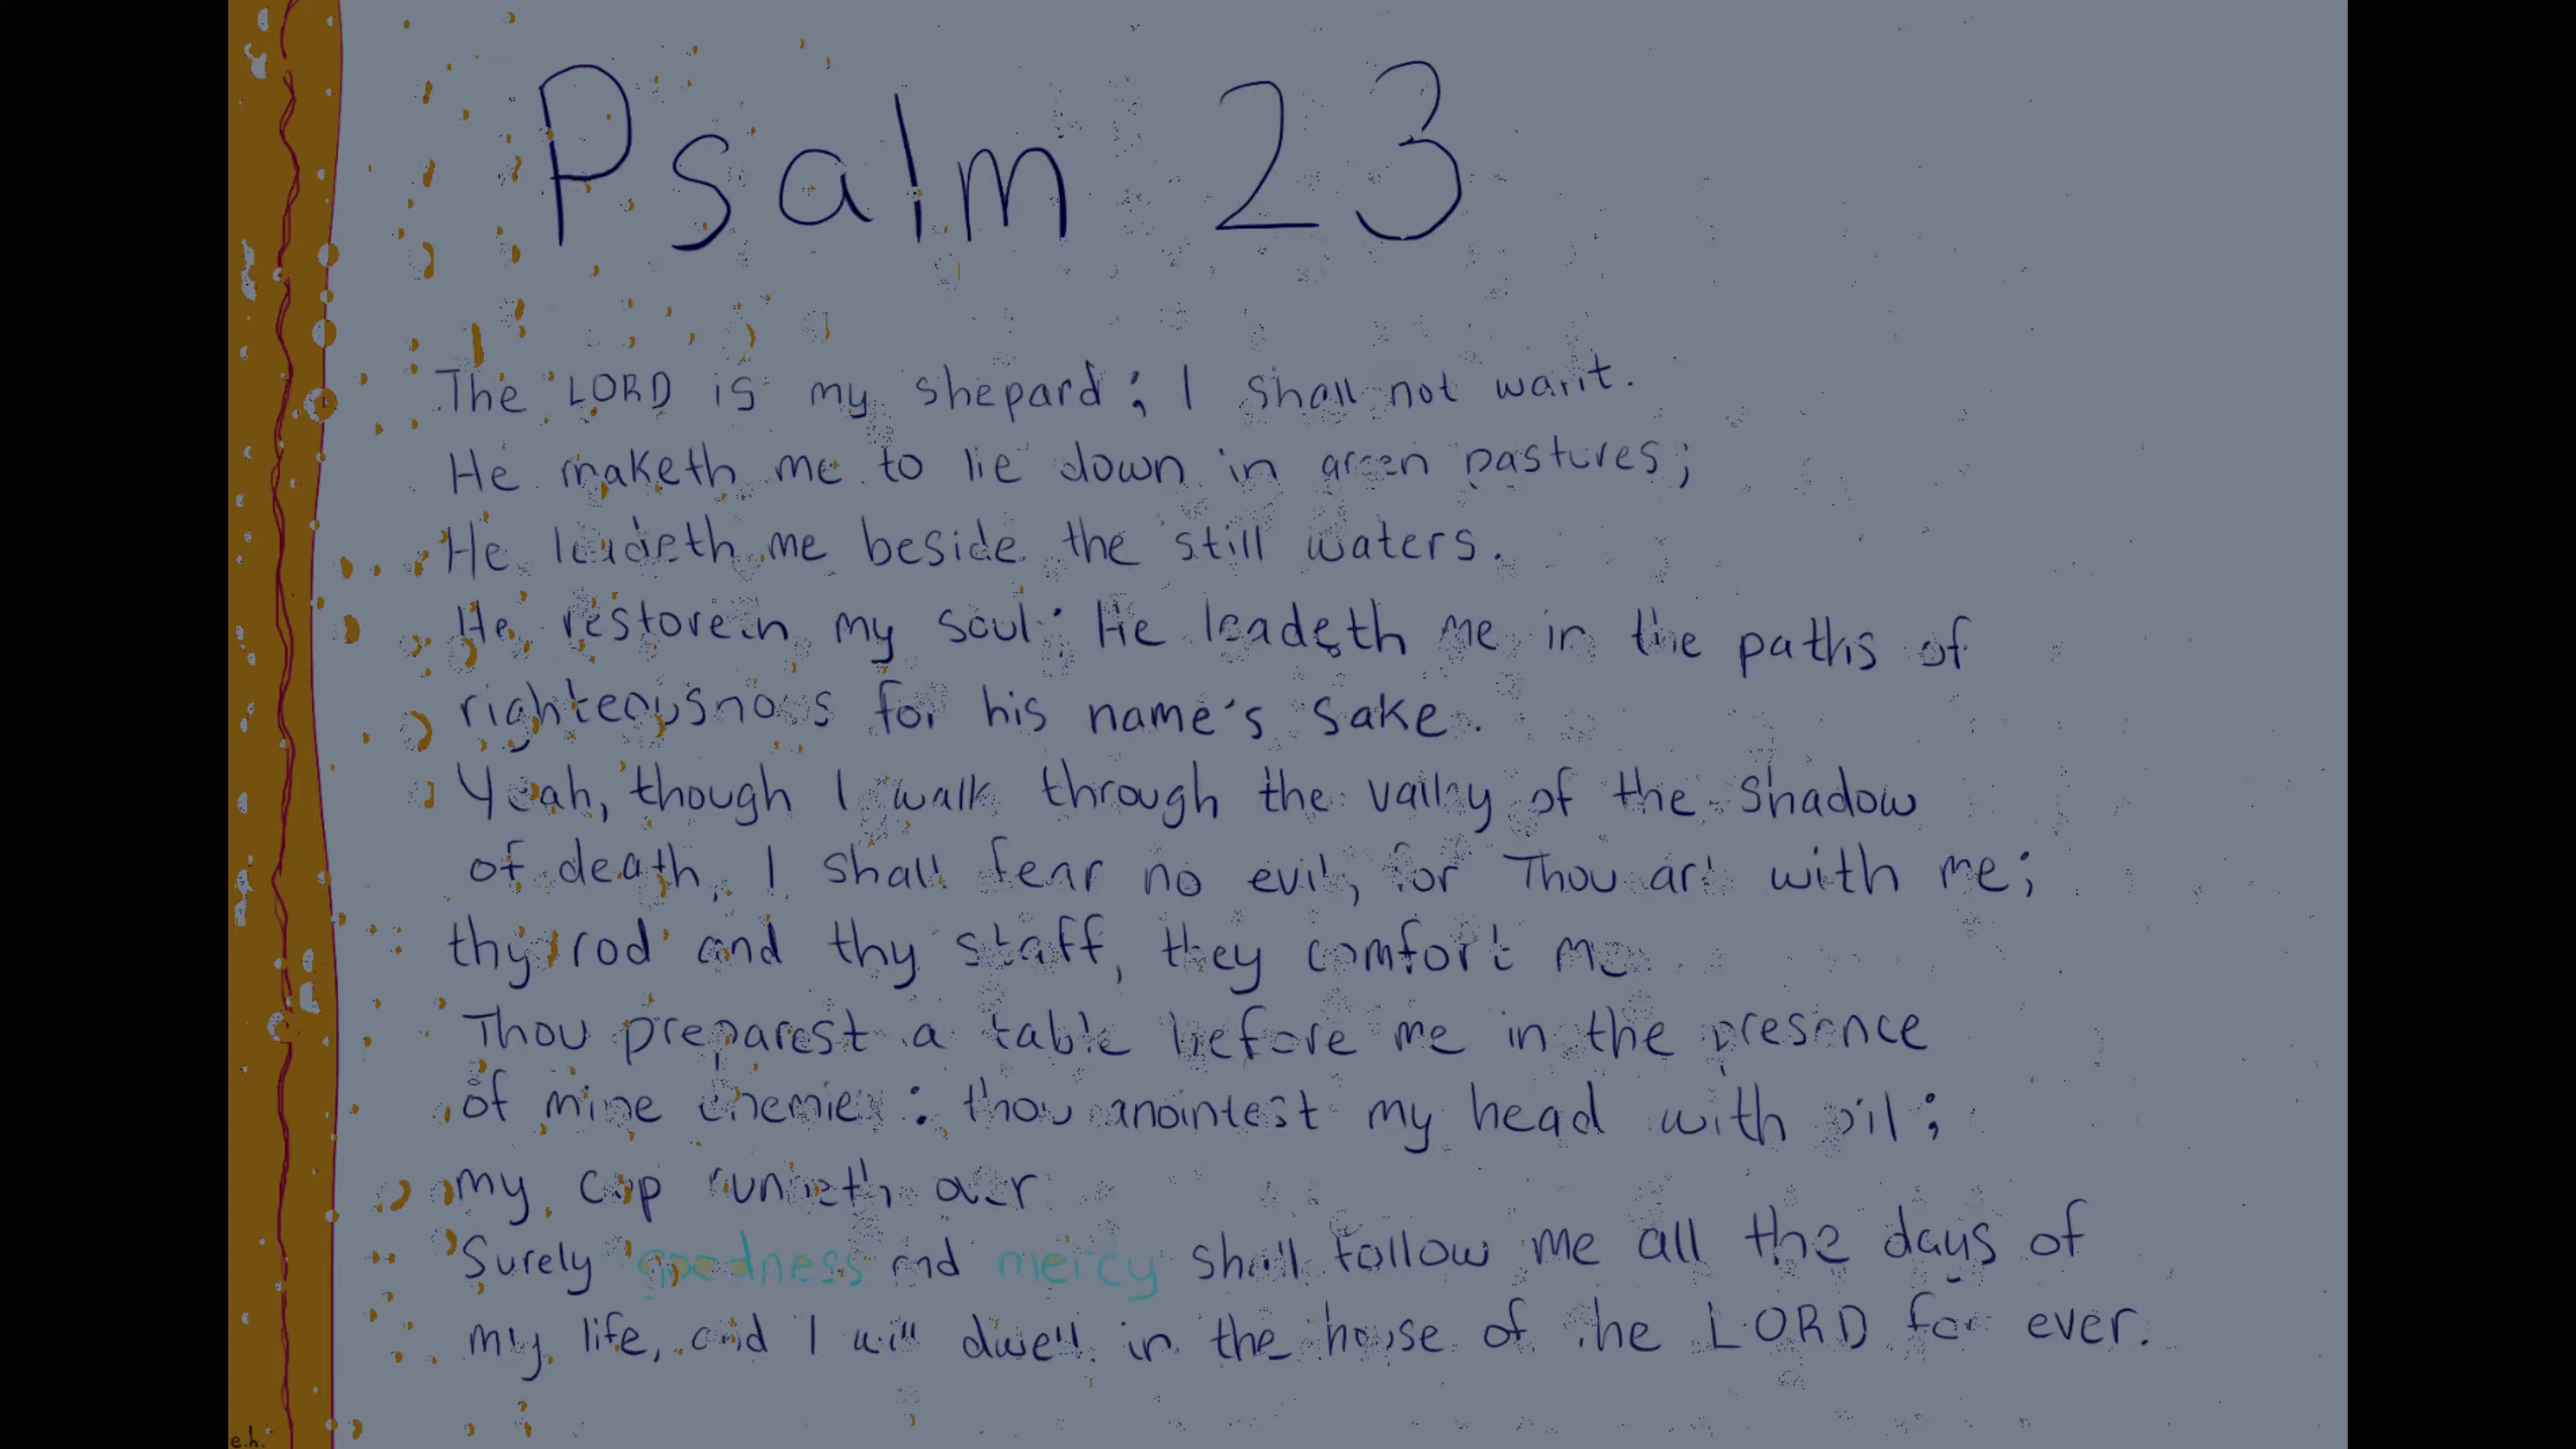 Psalm 23
The LORD is my shepard; I shall not want.
He maketh me to lie down in green pastures;
He leadeth me beside the still waters.
He restoreth my soul: He leadeth me in the paths of
righteousness for his name's sake.
Yeah, though I walk through the valley of the shadow
of death, I shall fear no evil, for Thou art with me;
thy rod and thy staff, they comfort me
Thou preparest a table before me in the presence
of mine enemies: thou anointest my head with oil;
my cup runneth over
Surely goodness and mercy shall follow me all the days of
my life, and I will dwell in the house of the LORD for ever.
e.h.